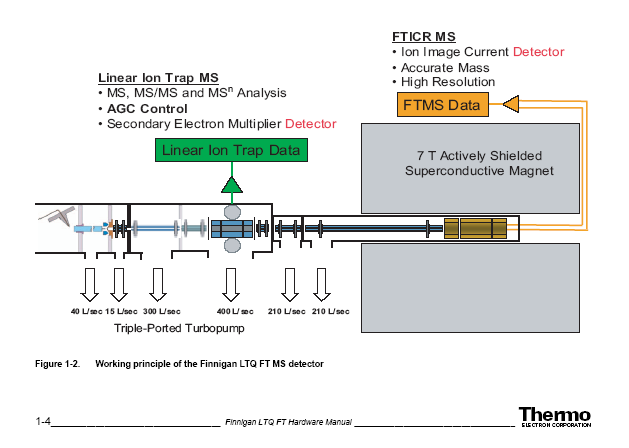 FTICR MS
• Ion Image Current Detector
• Accurate Mass
• High Resolution
Linear Ion Trap MS
• MS, MS/MS and MSn Analysis
• AGC Control
• Secondary Electron Multiplier Detector
FTMS Data
Linear Ion Trap Data
7 T Actively Shielded
Superconductive Magnet
40 L/sec 15 L/sec 300 L/sec 400 L/sec 210 L/sec 210 L/sec
Triple-Ported Turbopump
Figure 1-2. Working principle of the Finnigan LTQ FT MS detector
1-4 Finnigan LTQ FT Hardware Manual
Thermo
ELECTRON CORPORATION